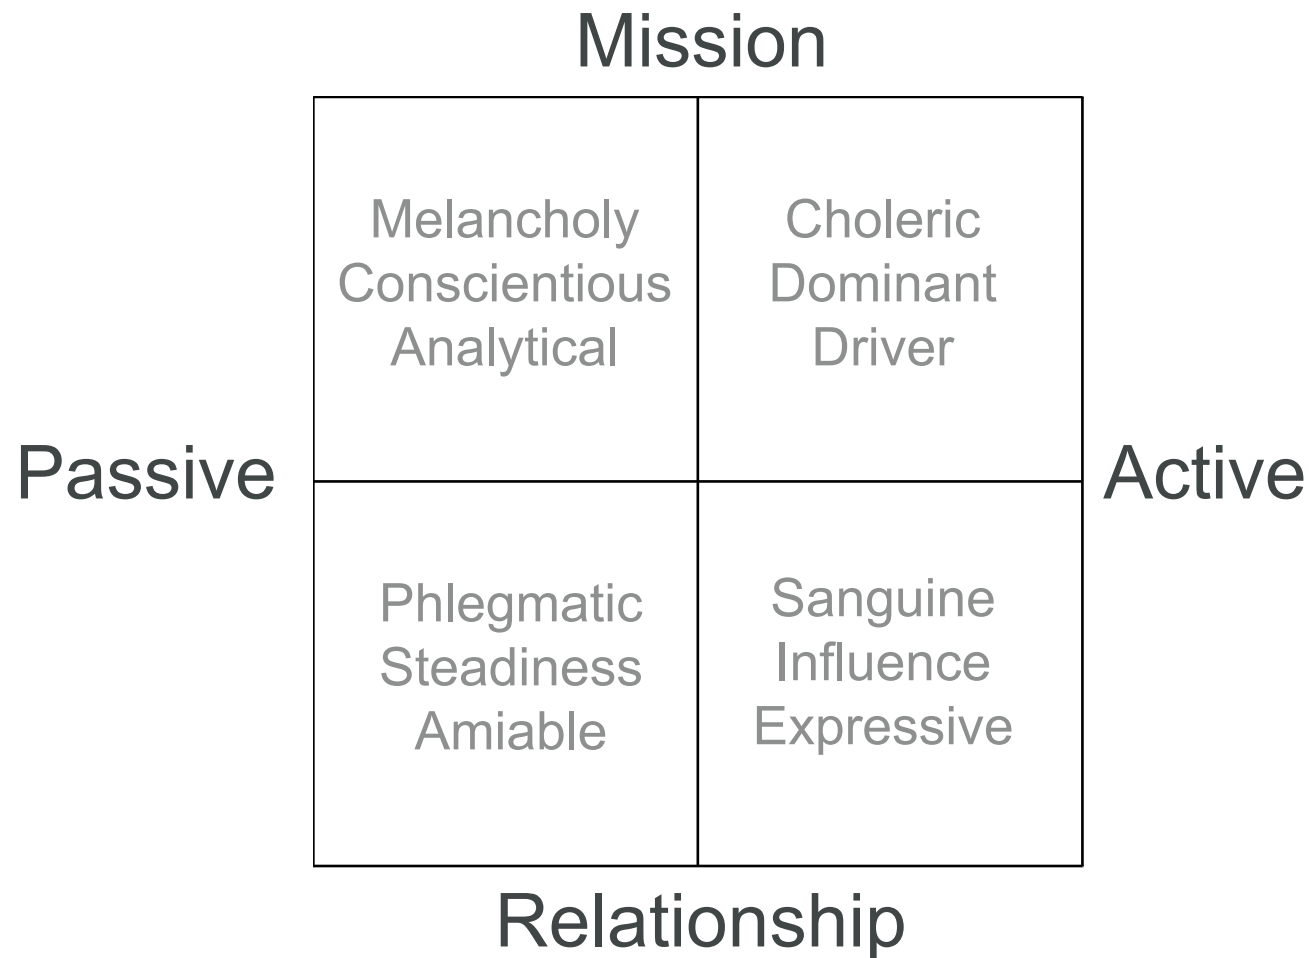 Mission
Melancholy
Conscientious
Analytical
Choleric
Dominant
Driver
Passive
Active
Phlegmatic
Steadiness
Amiable
Sanguine
Influence
Expressive
Relationship